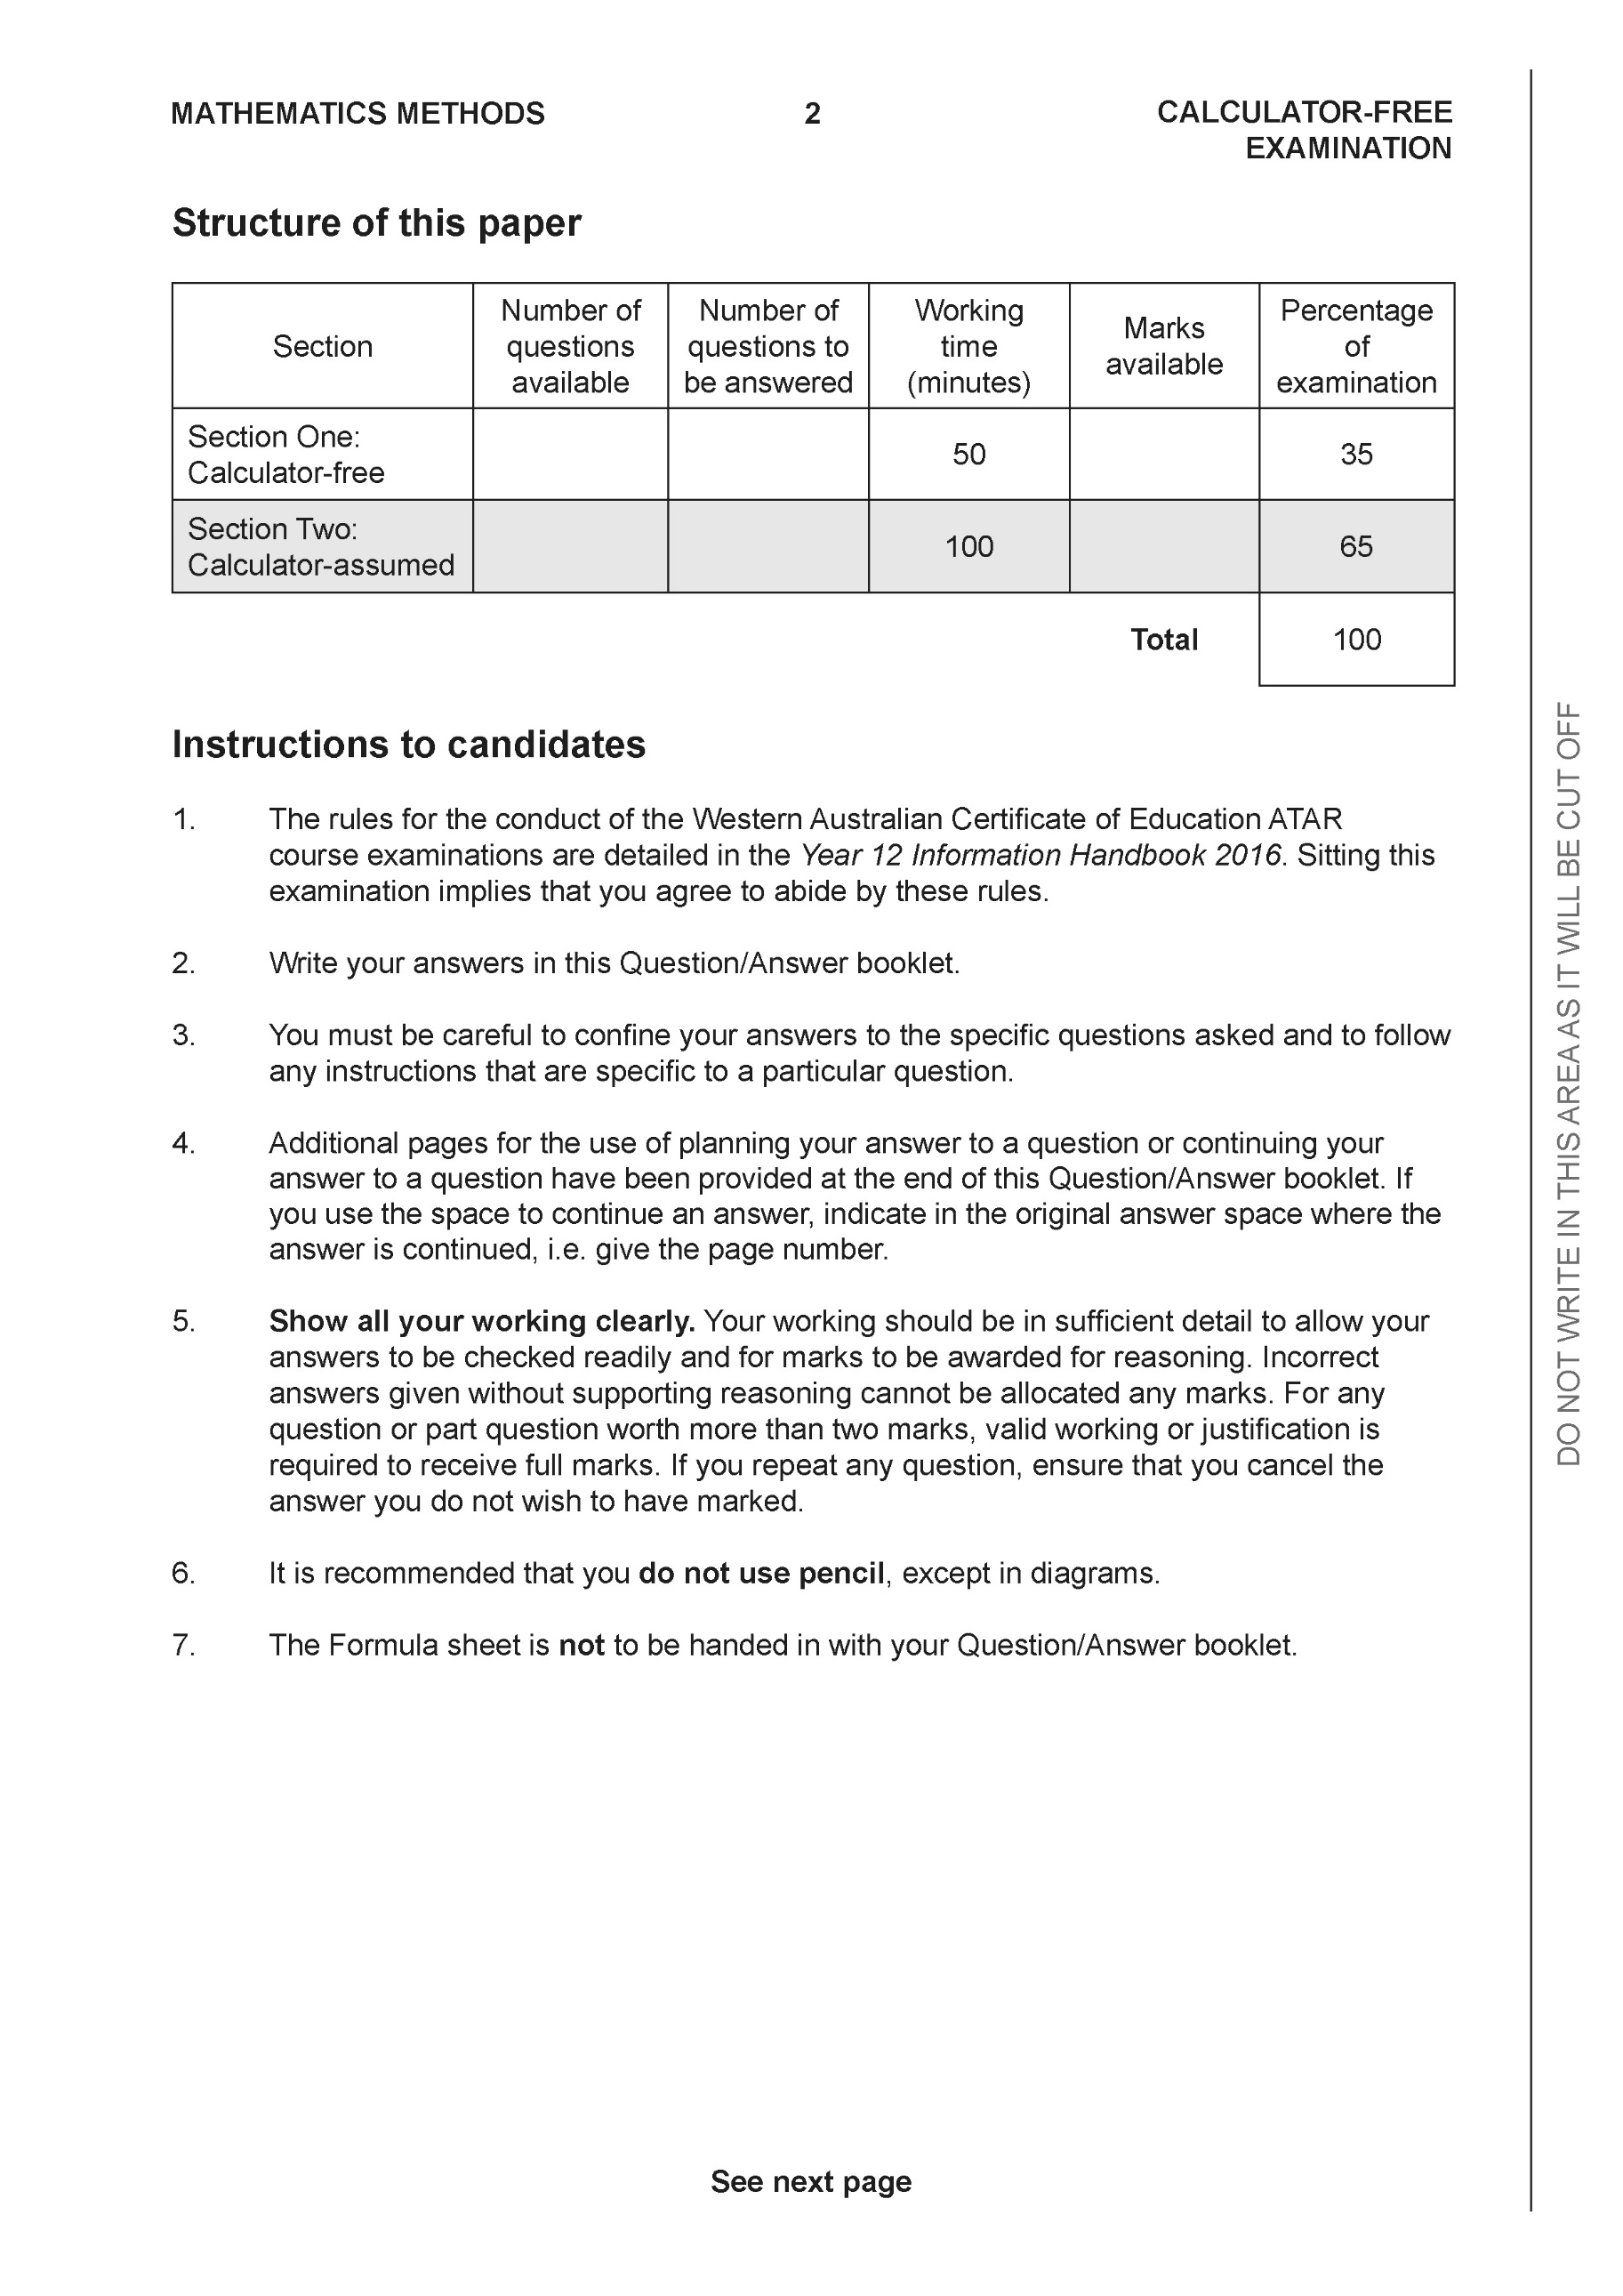 MATHEMATICS METHODS 2 CALCULATOR-FREE
EXAMINATION
Structure of this paper
Section
Number of
questions
available
Number of
questions to
be answered
Working
time
(minutes)
Marks
available
Percentage
of
examination
Section One:
Calculator-free
50
35
Section Two:
Calculator-assumed
100
65
Total 100
Instructions to candidates
1. The rules for the conduct of the Western Australian Certificate of Education ATAR
course examinations are detailed in the Year 12 Information Handbook 2016. Sitting this
examination implies that you agree to abide by these rules.
2. Write your answers in this Question/Answer booklet.
3. You must be careful to confine your answers to the specific questions asked and to follow
any instructions that are specific to a particular question.
4. Additional pages for the use of planning your answer to a question or continuing your
answer to a question have been provided at the end of this Question/Answer booklet. If
you use the space to continue an answer, indicate in the original answer space where the
answer is continued, i.e. give the page number.
5. Show all your working clearly. Your working should be in sufficient detail to allow your
answers to be checked readily and for marks to be awarded for reasoning. Incorrect
answers given without supporting reasoning cannot be allocated any marks. For any
question or part question worth more than two marks, valid working or justification is
required to receive full marks. If you repeat any question, ensure that you cancel the
answer you do not wish to have marked.
6. It is recommended that you do not use pencil, except in diagrams.
7. The Formula sheet is not to be handed in with your Question/Answer booklet.
See next page
DO NOT WRITE IN THIS AREA AS IT WILL BE CUT OFF